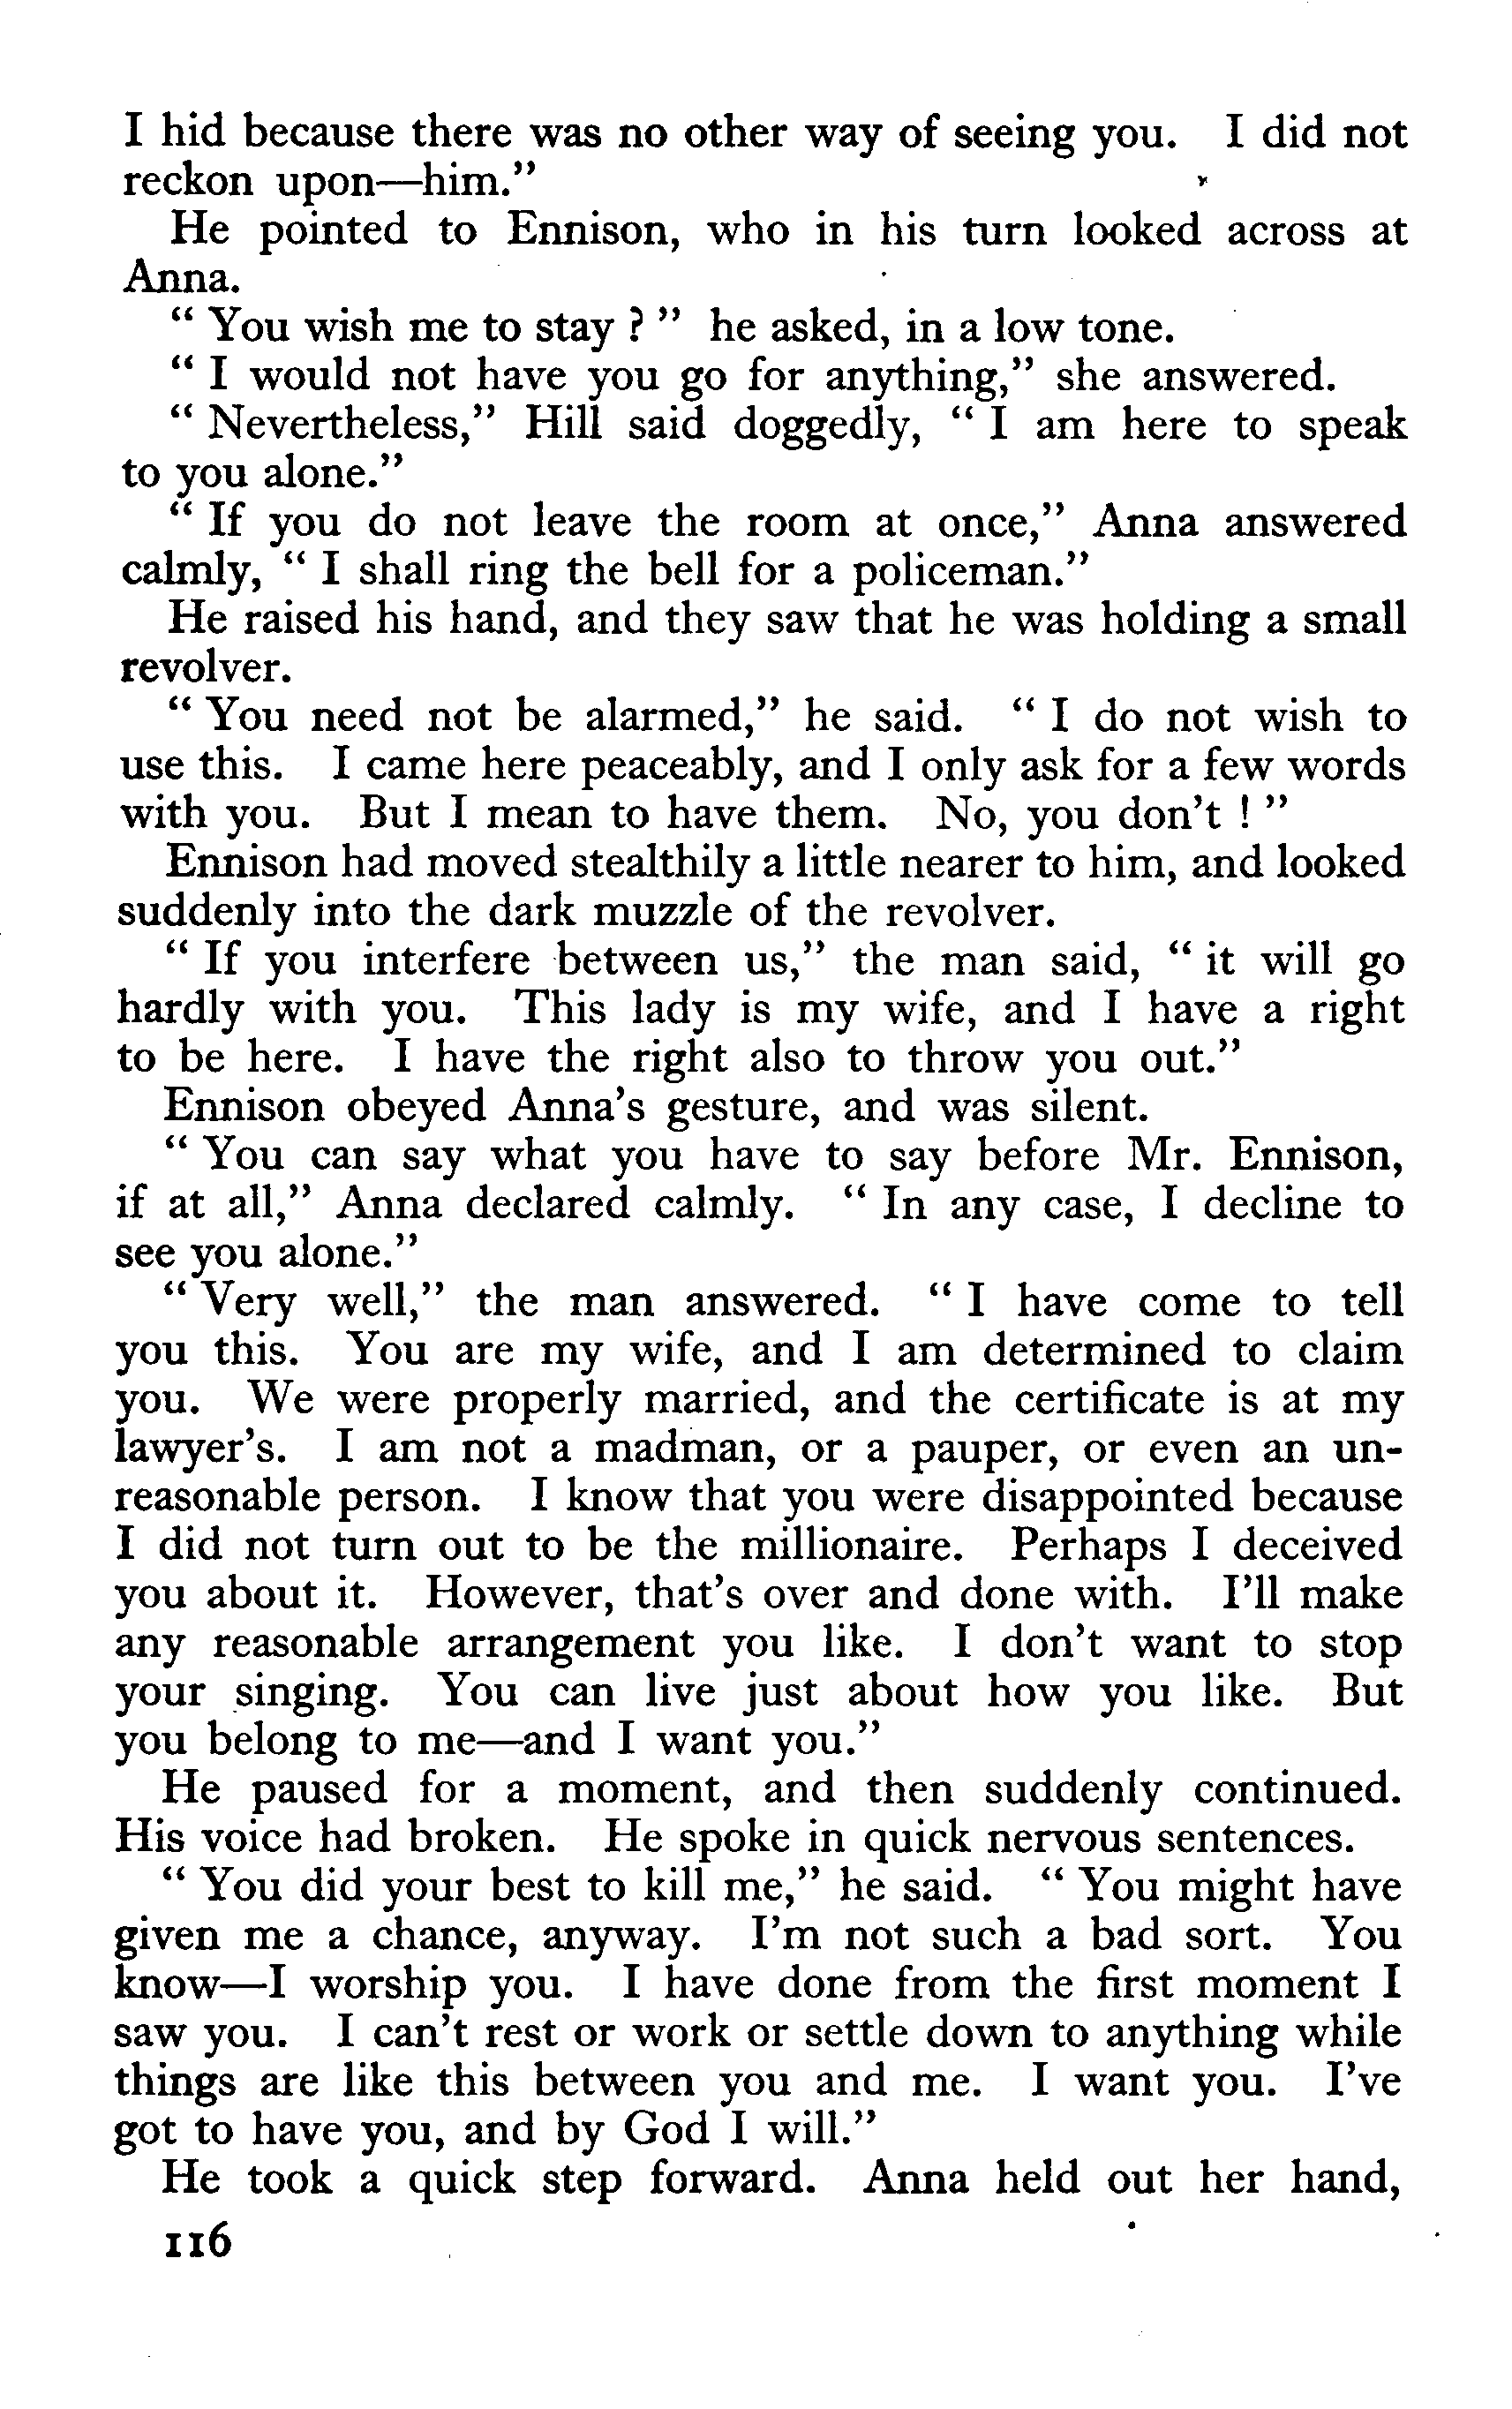 I hid because there was no other way of seeing you. I did not
reckon upon—him."
He pointed to Ennison, who in his turn looked across at
Anna.
" You wish me to stay ? " he asked, in a low tone.
" I would not have you go for anything," she answered.
" Nevertheless," Hill said doggedly, " I am here to speak
to you alone."
" If you do not leave the room at once," Anna answered
calmly, " I shall ring the bell for a policeman."
He raised his hand, and they saw that he was holding a small
revolver.
" You need not be alarmed," he said. " I do not wish to
use this. I came here peaceably, and I only ask for a few words
with you. But I mean to have them. No, you don't ! "
Ennison had moved stealthily a little nearer to him, and looked
suddenly into the dark muzzle of the revolver.
" If you interfere between us," the man said, " it will go
hardly with you. This lady is my wife, and I have a right
to be here. I have the right also to throw you out."
Ennison obeyed Anna's gesture, and was silent.
" You can say what you have to say before Mr. Ennison,
if at all," Anna declared calmly. " In any case, I decline to
see you alone."
" Very well," the man answered. " I have come to tell
you this. You are my wife, and I am determined to claim
you. We were properly married, and the certificate is at my
lawyer's. I am not a madman, or a pauper, or even an un-
reasonable person. I know that you were disappointed because
I did not turn out to be the millionaire. Perhaps I deceived
you about it. However, that's over and done with. I'll make
any reasonable arrangement you like. I don't want to stop
your singing. You can live just about how you like. But
you belong to me—and I want you."
He paused for a moment, and then suddenly continued.
His voice had broken. He spoke in quick nervous sentences.
" You did your best to kill me," he said. " You might have
given me a chance, anyway. I'm not such a bad sort. You
know—I worship you. I have done from the first moment I
saw you. I can't rest or work or settle down to anything while
things are like this between you and me. I want you. I've
got to have you, and by God I will."
He took a quick step forward. Anna held out her hand,
116